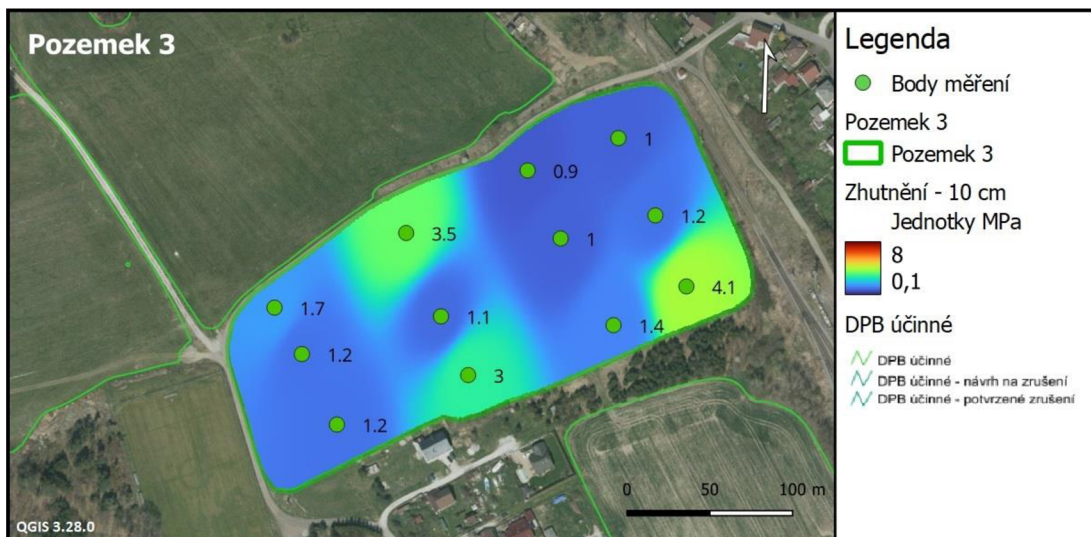 Pozemek 3
1
0.9
1.2
3.5
1
4.1
1.7
1.1
1.4
1.2
3
1.2
0
50
100 m
QGIS 3.28.0
Legenda
Body měření
Pozemek 3
Pozemek 3
Zhutnění - 10 cm
Jednotky MPa
8
0,1
DPB účinné
DPB účinné
DPB účinné - návrh na zrušení
DPB účinné - potvrzené zrušení